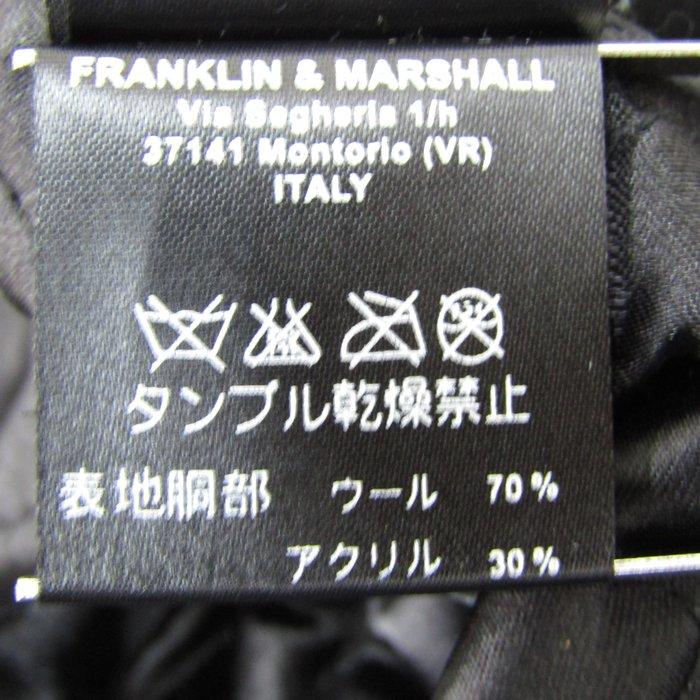 FRANKLIN & MARSHALL
Via Segheria 1/h
37141 Montorio (VR)
ITALY
タンブル乾燥禁止
表地胴部 ウール 70%
アクリル 30%